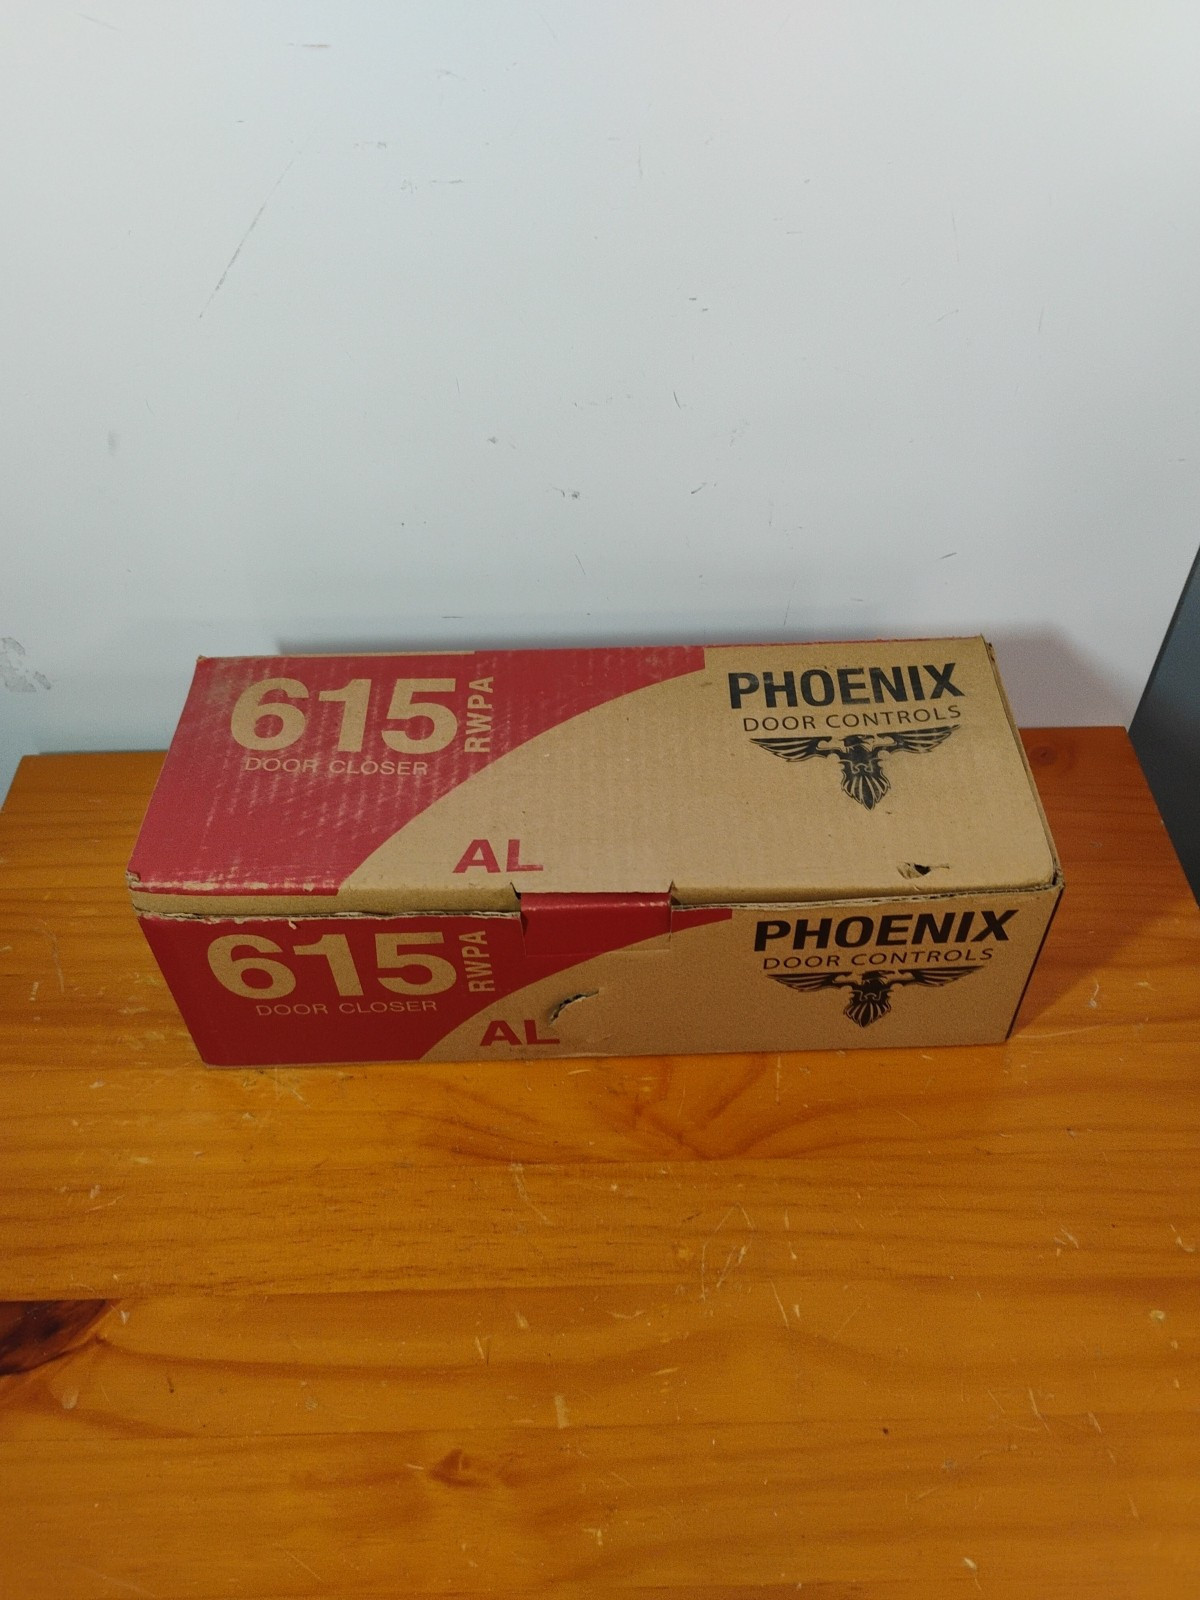 615
RWPA
DOOR CLOSER
AL
PHOENIX
DOOR CONTROLS
615
RWPA
DOOR CLOSER
AL
PHOENIX
DOOR CONTROLS